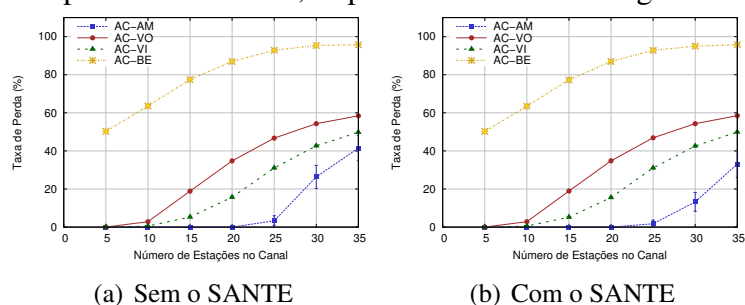 AC–AM
AC–VO
AC–VI
AC–BE
100
80
60
40
20
0
0 5 10 15 20 25 30 35
Taxa de Perda (%)
Número de Estações no Canal
(a) Sem o SANTE
AC–AM
AC–VO
AC–VI
AC–BE
100
80
60
40
20
0
0 5 10 15 20 25 30 35
Taxa de Perda (%)
Número de Estações no Canal
(b) Com o SANTE